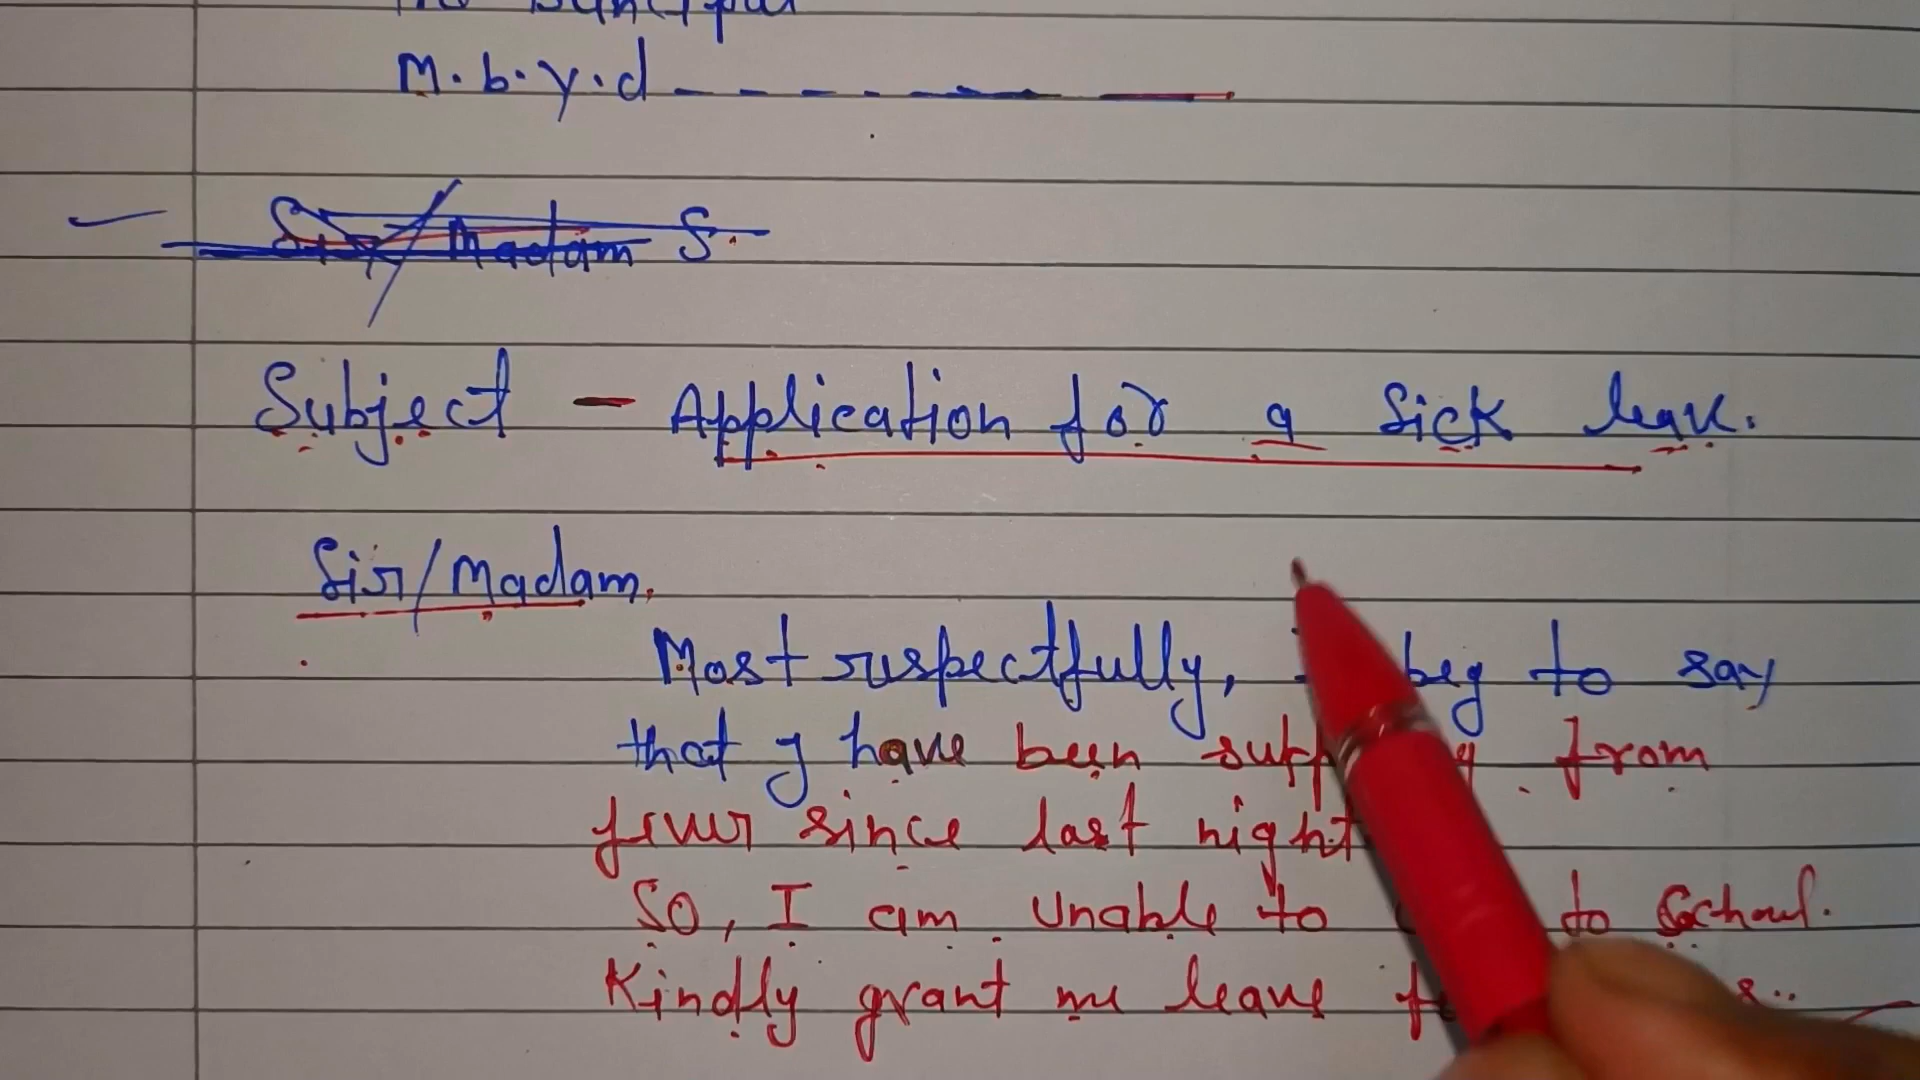 M.b.y.d
Sir/Madam S.
Subject - Application for a Sick leave.
Sir/Madam.
Most respectfully, beg to say
that I have been from
fever since last night
So, I am unable to to School.
Kindly grant me leave